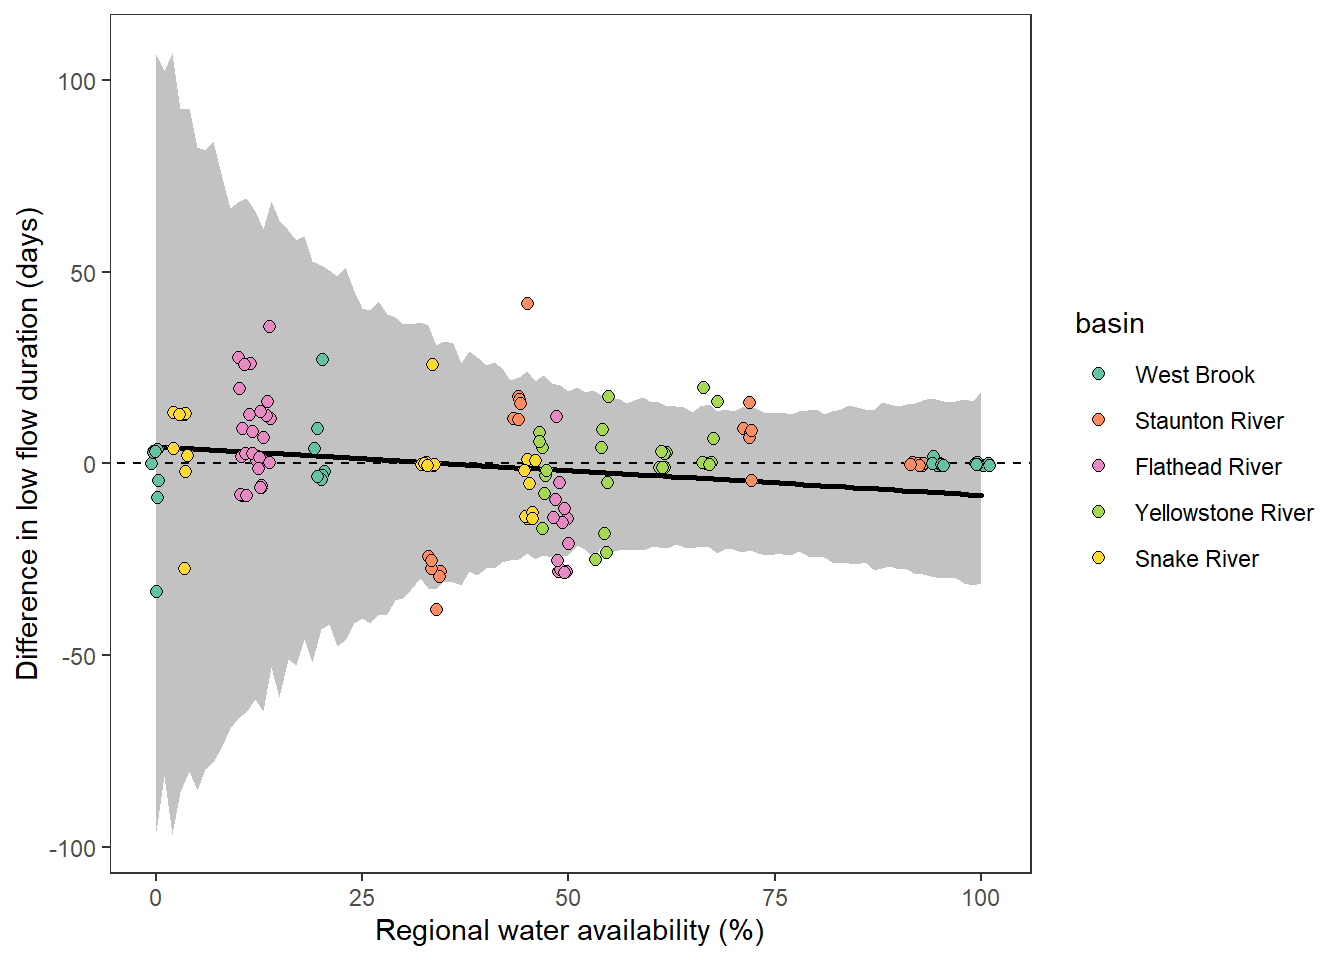 Difference in low flow duration (days)
100
50
0
-50
-100
0 25 50 75 100
Regional water availability (%)
basin
West Brook
Staunton River
Flathead River
Yellowstone River
Snake River